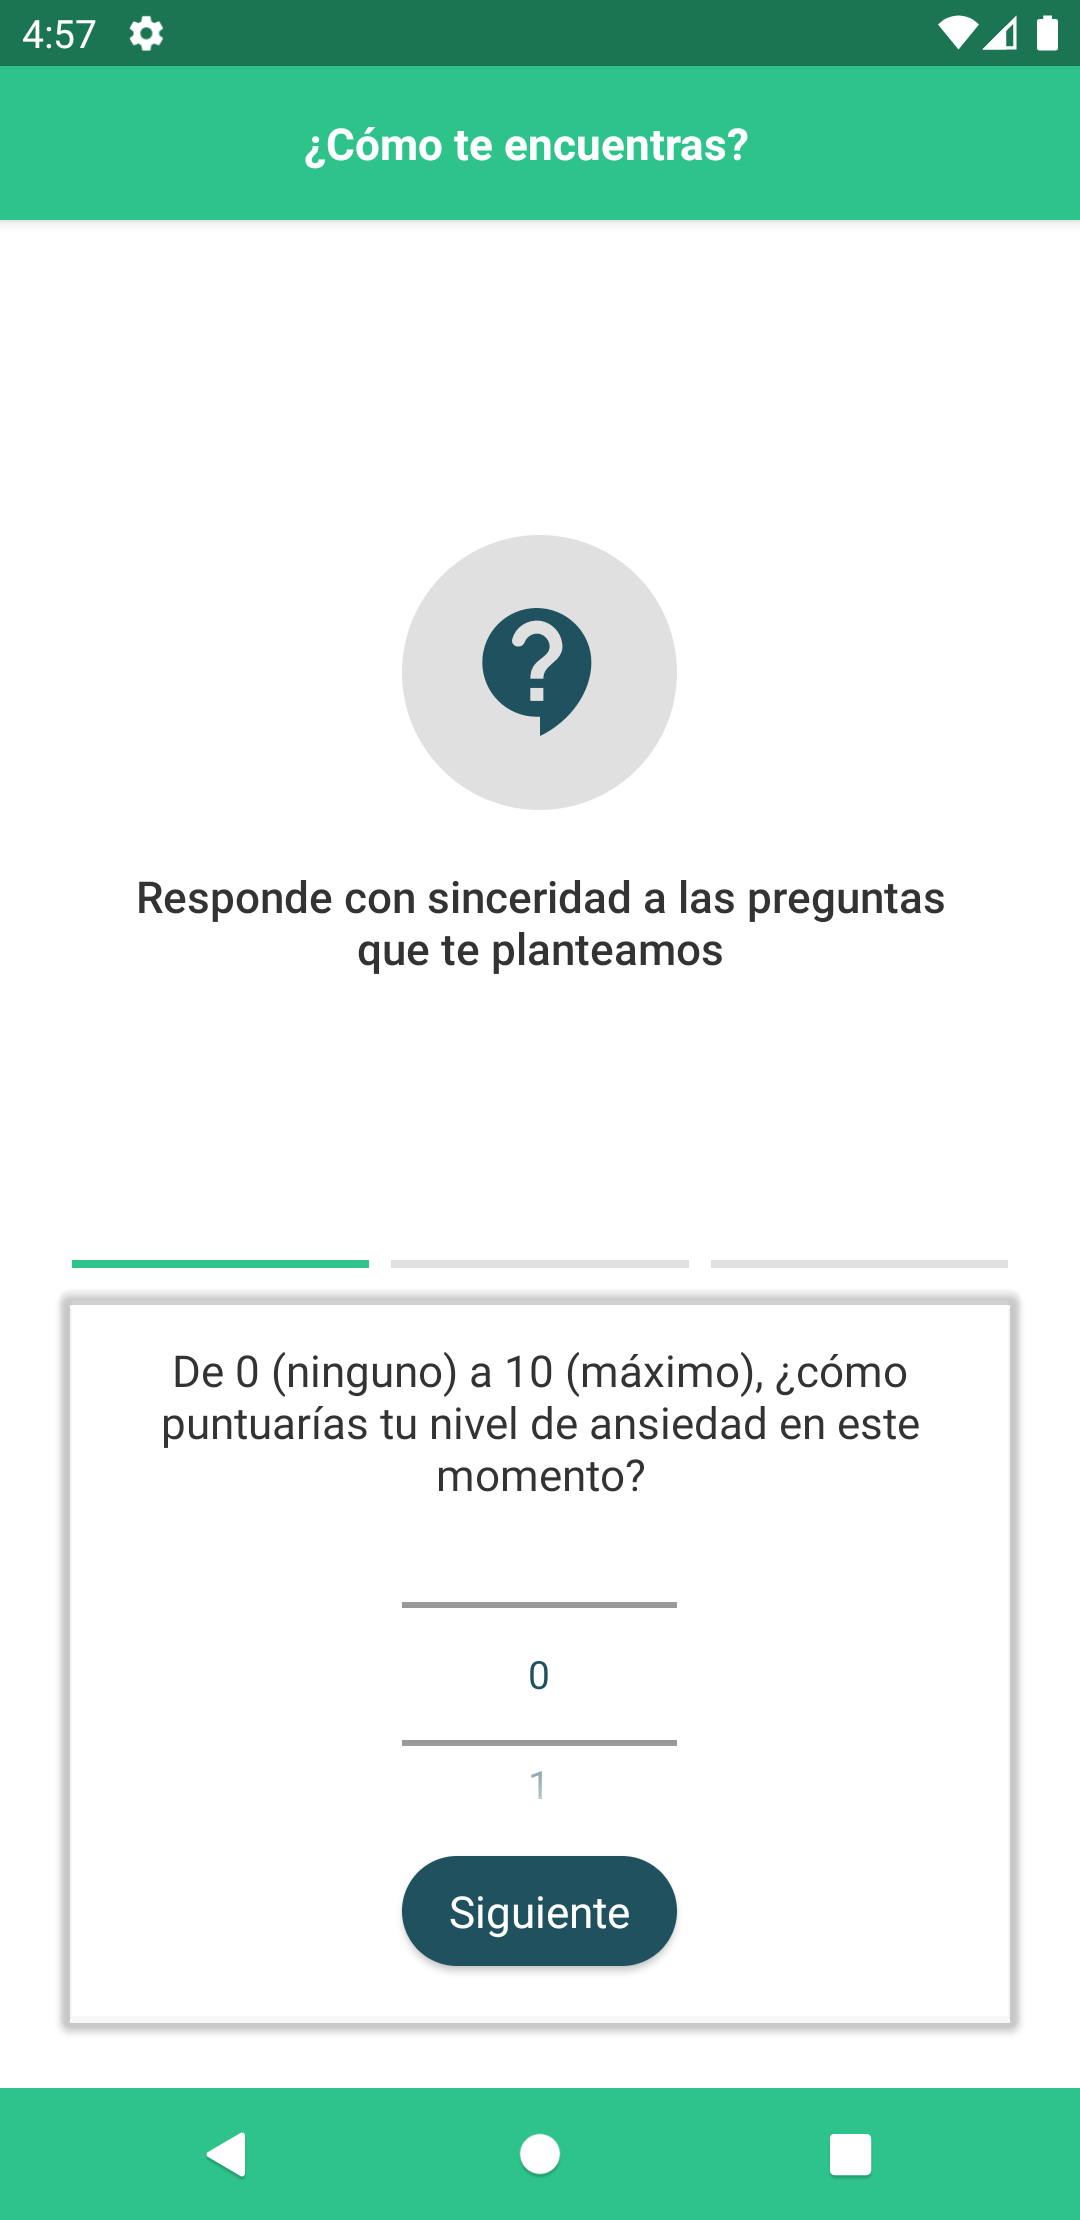 4:57
¿Cómo te encuentras?
?
Responde con sinceridad a las preguntas
que te planteamos
De 0 (ninguno) a 10 (máximo), ¿cómo
puntuarías tu nivel de ansiedad en este
momento?
0
1
Siguiente